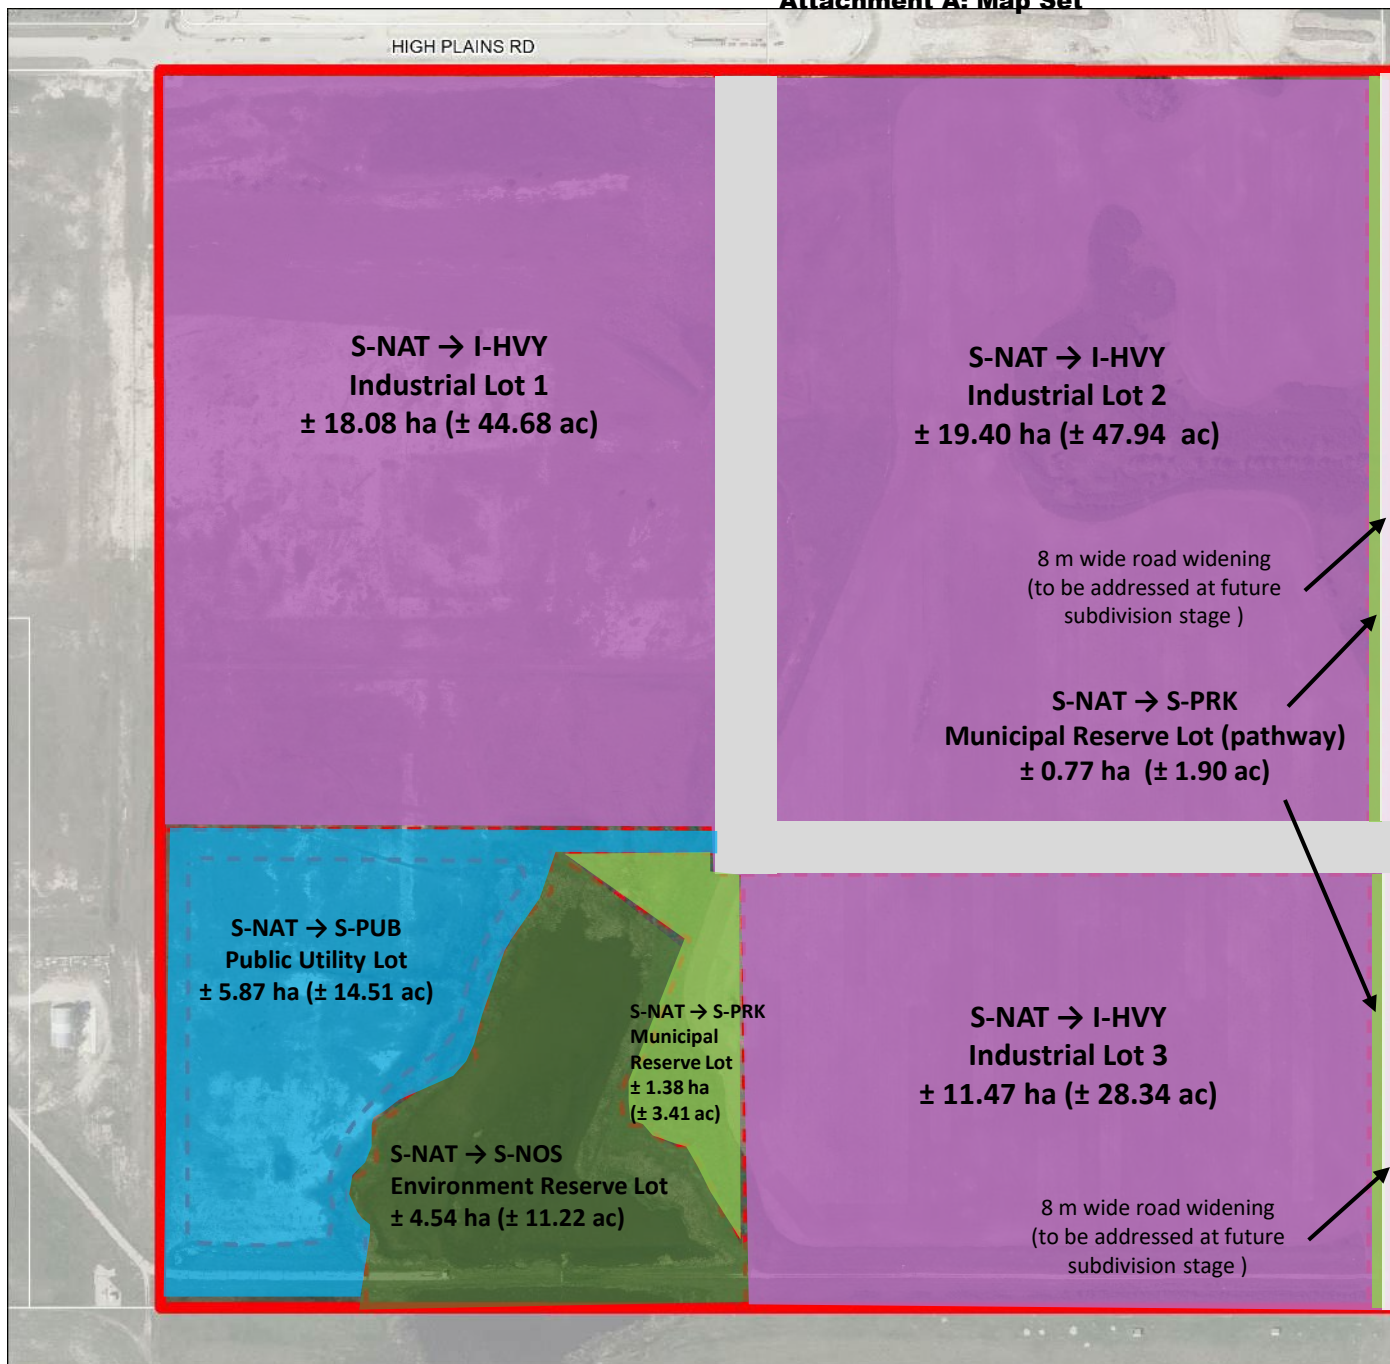 Attachment A: Map Set
HIGH PLAINS RD
S-NAT → I-HVY
Industrial Lot 1
± 18.08 ha (± 44.68 ac)
S-NAT → I-HVY
Industrial Lot 2
± 19.40 ha (± 47.94 ac)
8 m wide road widening
(to be addressed at future
subdivision stage )
S-NAT → S-PRK
Municipal Reserve Lot (pathway)
± 0.77 ha (± 1.90 ac)
S-NAT → S-PUB
Public Utility Lot
± 5.87 ha (± 14.51 ac)
S-NAT → S-PRK
Municipal
Reserve Lot
± 1.38 ha
(± 3.41 ac)
S-NAT → I-HVY
Industrial Lot 3
± 11.47 ha (± 28.34 ac)
S-NAT → S-NOS
Environment Reserve Lot
± 4.54 ha (± 11.22 ac)
8 m wide road widening
(to be addressed at future
subdivision stage )